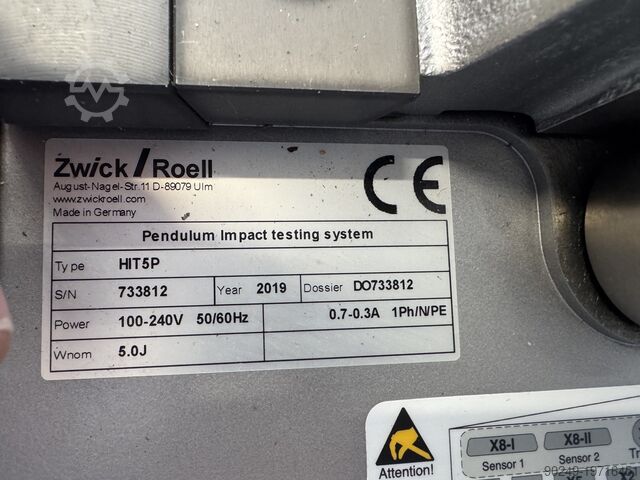 Zwick / Roell
August-Nagel-Str.11 D-89079 Ulm
www.zwickroell.com
Made in Germany
CE
Pendulum Impact testing system
Type HIT5P
S/N 733812 Year 2019 Dossier DO733812
Power 100-240V 50/60Hz 0.7-0.3A 1Ph/N/PE
Wnom 5.0J
Attention!
X8-I X8-II
Sensor 1 Sensor 2